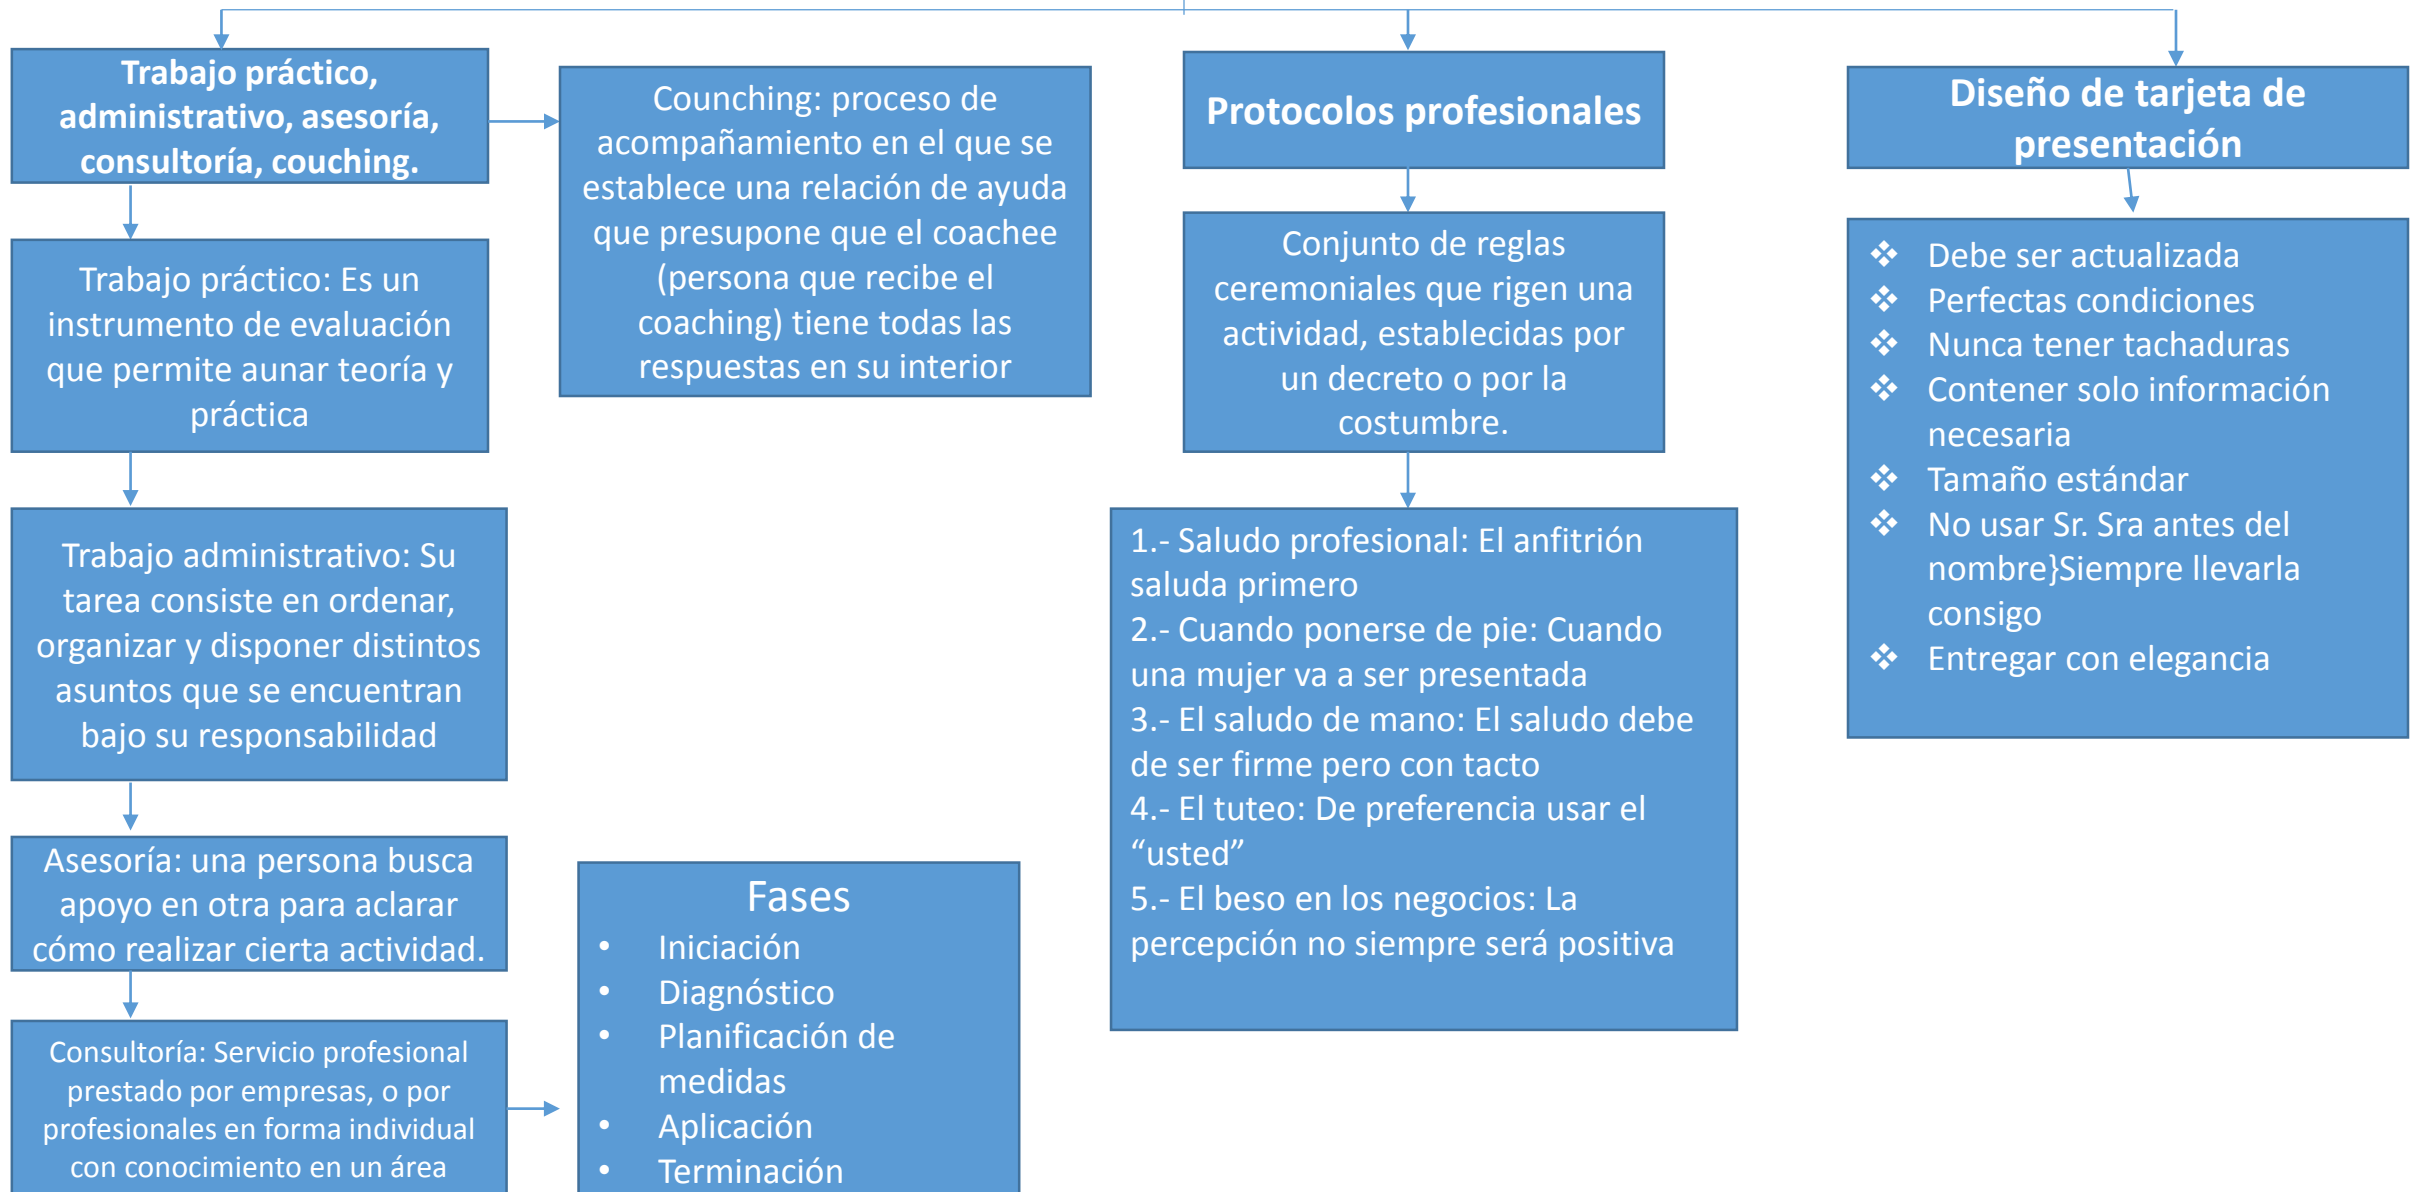 Trabajo práctico,
administrativo, asesoría,
consultoría, couching.
Counching: proceso de
acompañamiento en el que se
establece una relación de ayuda
que presupone que el coachee
(persona que recibe el
coaching) tiene todas las
respuestas en su interior
Trabajo práctico: Es un
instrumento de evaluación
que permite aunar teoría y
práctica
Trabajo administrativo: Su
tarea consiste en ordenar,
organizar y disponer distintos
asuntos que se encuentran
bajo su responsabilidad
Asesoría: una persona busca
apoyo en otra para aclarar
cómo realizar cierta actividad.
Consultoría: Servicio profesional
prestado por empresas, o por
profesionales en forma individual
con conocimiento en un área
Fases
• Iniciación
• Diagnóstico
• Planificación de
medidas
• Aplicación
• Terminación
Protocolos profesionales
Conjunto de reglas
ceremoniales que rigen una
actividad, establecidas por
un decreto o por la
costumbre.
1.- Saludo profesional: El anfitrión
saluda primero
2.- Cuando ponerse de pie: Cuando
una mujer va a ser presentada
3.- El saludo de mano: El saludo debe
de ser firme pero con tacto
4.- El tuteo: De preferencia usar el
“usted”
5.- El beso en los negocios: La
percepción no siempre será positiva
Diseño de tarjeta de
presentación
❖ Debe ser actualizada
❖ Perfectas condiciones
❖ Nunca tener tachaduras
❖ Contener solo información
necesaria
❖ Tamaño estándar
❖ No usar Sr. Sra antes del
nombre}Siempre llevarla
consigo
❖ Entregar con elegancia